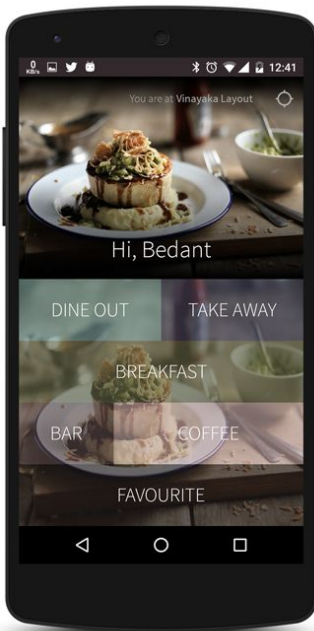 0
KB/s
12:41
You are at Vinayaka Layout
Hi, Bedant
DINE OUT TAKE AWAY
BREAKFAST
BAR COFFEE
FAVOURITE